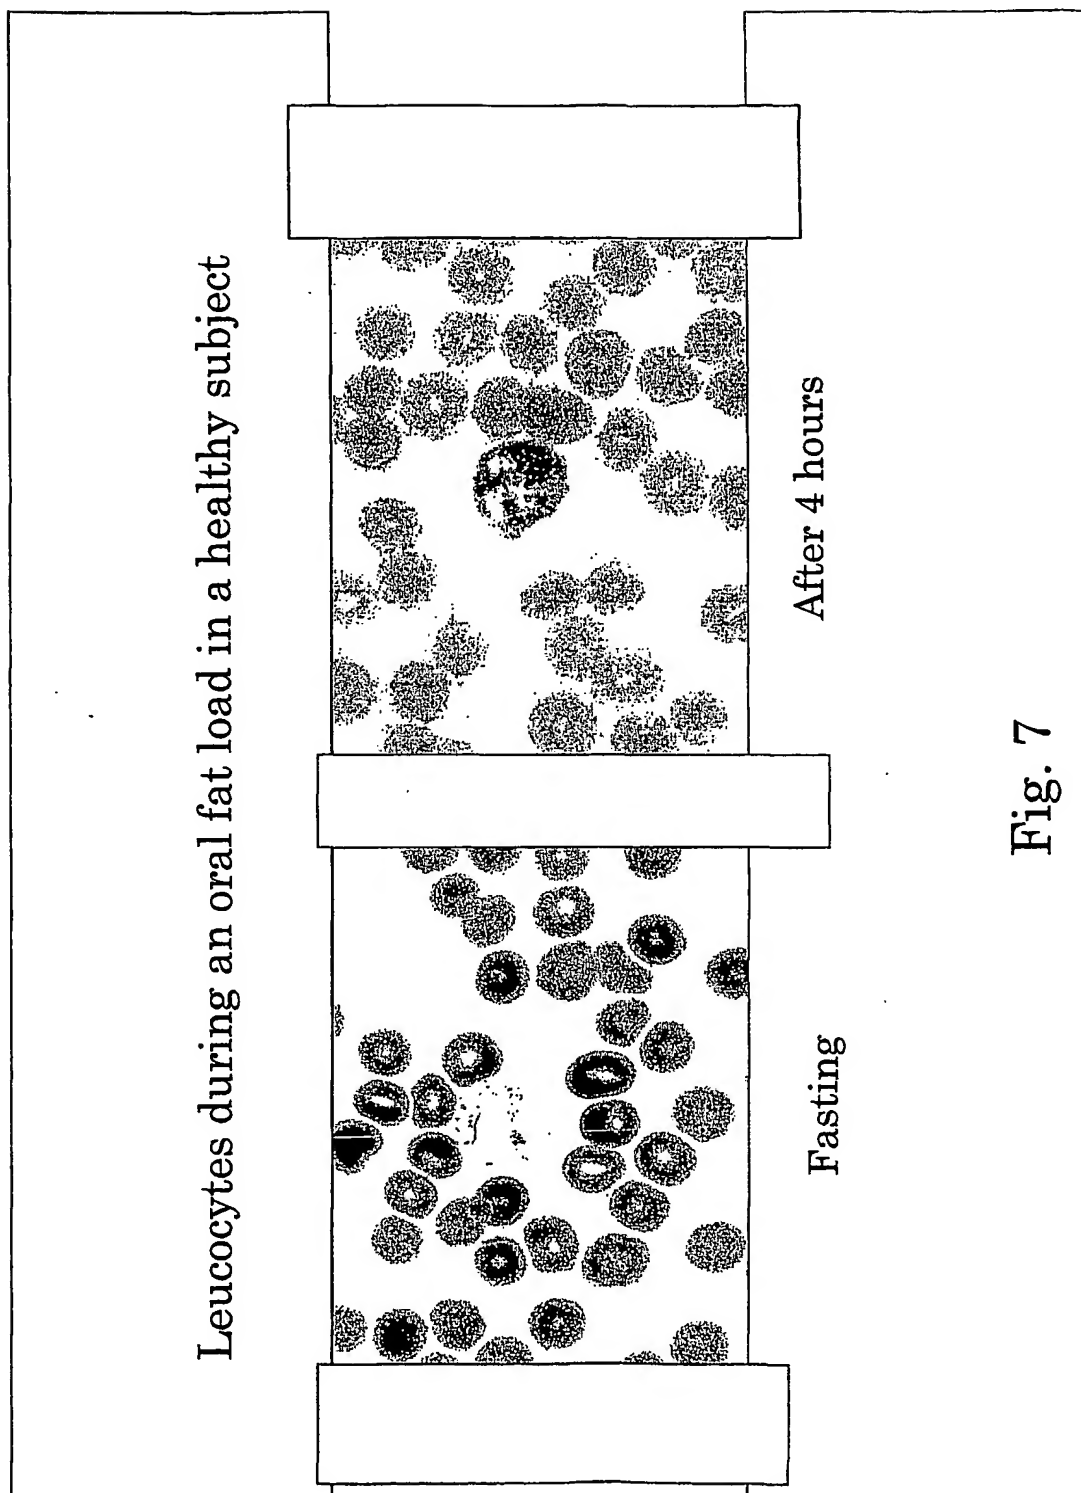 Leucocytes during an oral fat load in a healthy subject
Fasting
After 4 hours
Fig. 7